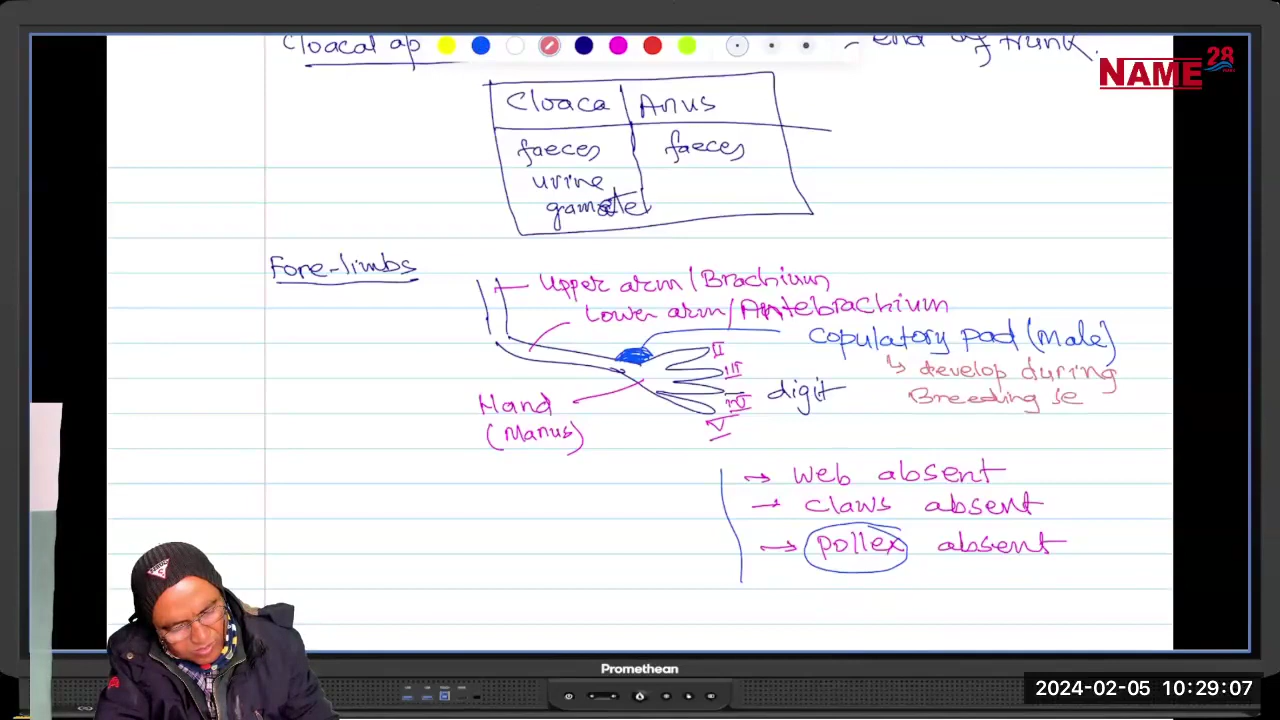 Cloacal ap
end of trunk.
NAME 28
Cloaca | Anus
faeces faeces
urine
gamete
Fore-limbs
Upper arm / Brachium
Lower arm / Antebrachium
Copulatory pad (Male)
↳ develop during
Breeding se
II
III
IV
V
digit
Hand
(Manus)
→ web absent
→ claws absent
→ pollex absent
Promethean
2024-02-05 10:29:07